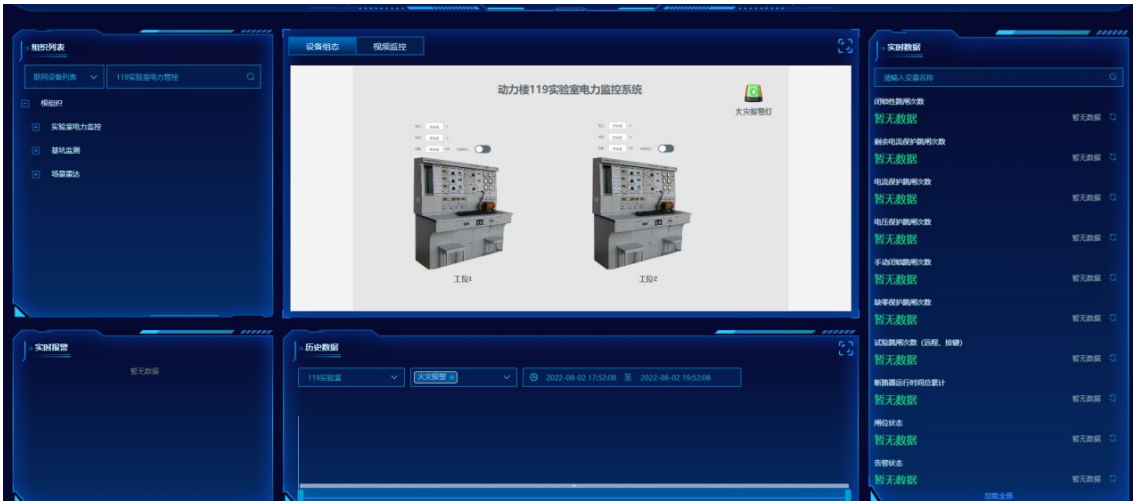 组织列表
联网设备列表
119实验室电力管控
模组织
实验室电力监控
基坑监测
场景雷达
设备组态
视频监控
动力楼119实验室电力监控系统
火灾报警灯
工位1
工位2
实时报警
暂无数据
历史数据
119实验室
火灾报警
2022-08-02 17:52:08 至 2022-08-02 19:52:08
实时数据
请输入变量名称
闭锁性跳闸次数
暂无数据 暂无数据
剩余电流保护跳闸次数
暂无数据 暂无数据
电流保护跳闸次数
暂无数据 暂无数据
电压保护跳闸次数
暂无数据 暂无数据
手动闭锁跳闸次数
暂无数据 暂无数据
缺零保护跳闸次数
暂无数据 暂无数据
试验跳闸次数（远程、按键）
暂无数据 暂无数据
断路器运行时间总累计
暂无数据 暂无数据
闸位状态
暂无数据 暂无数据
告警状态
暂无数据 暂无数据
加载全部